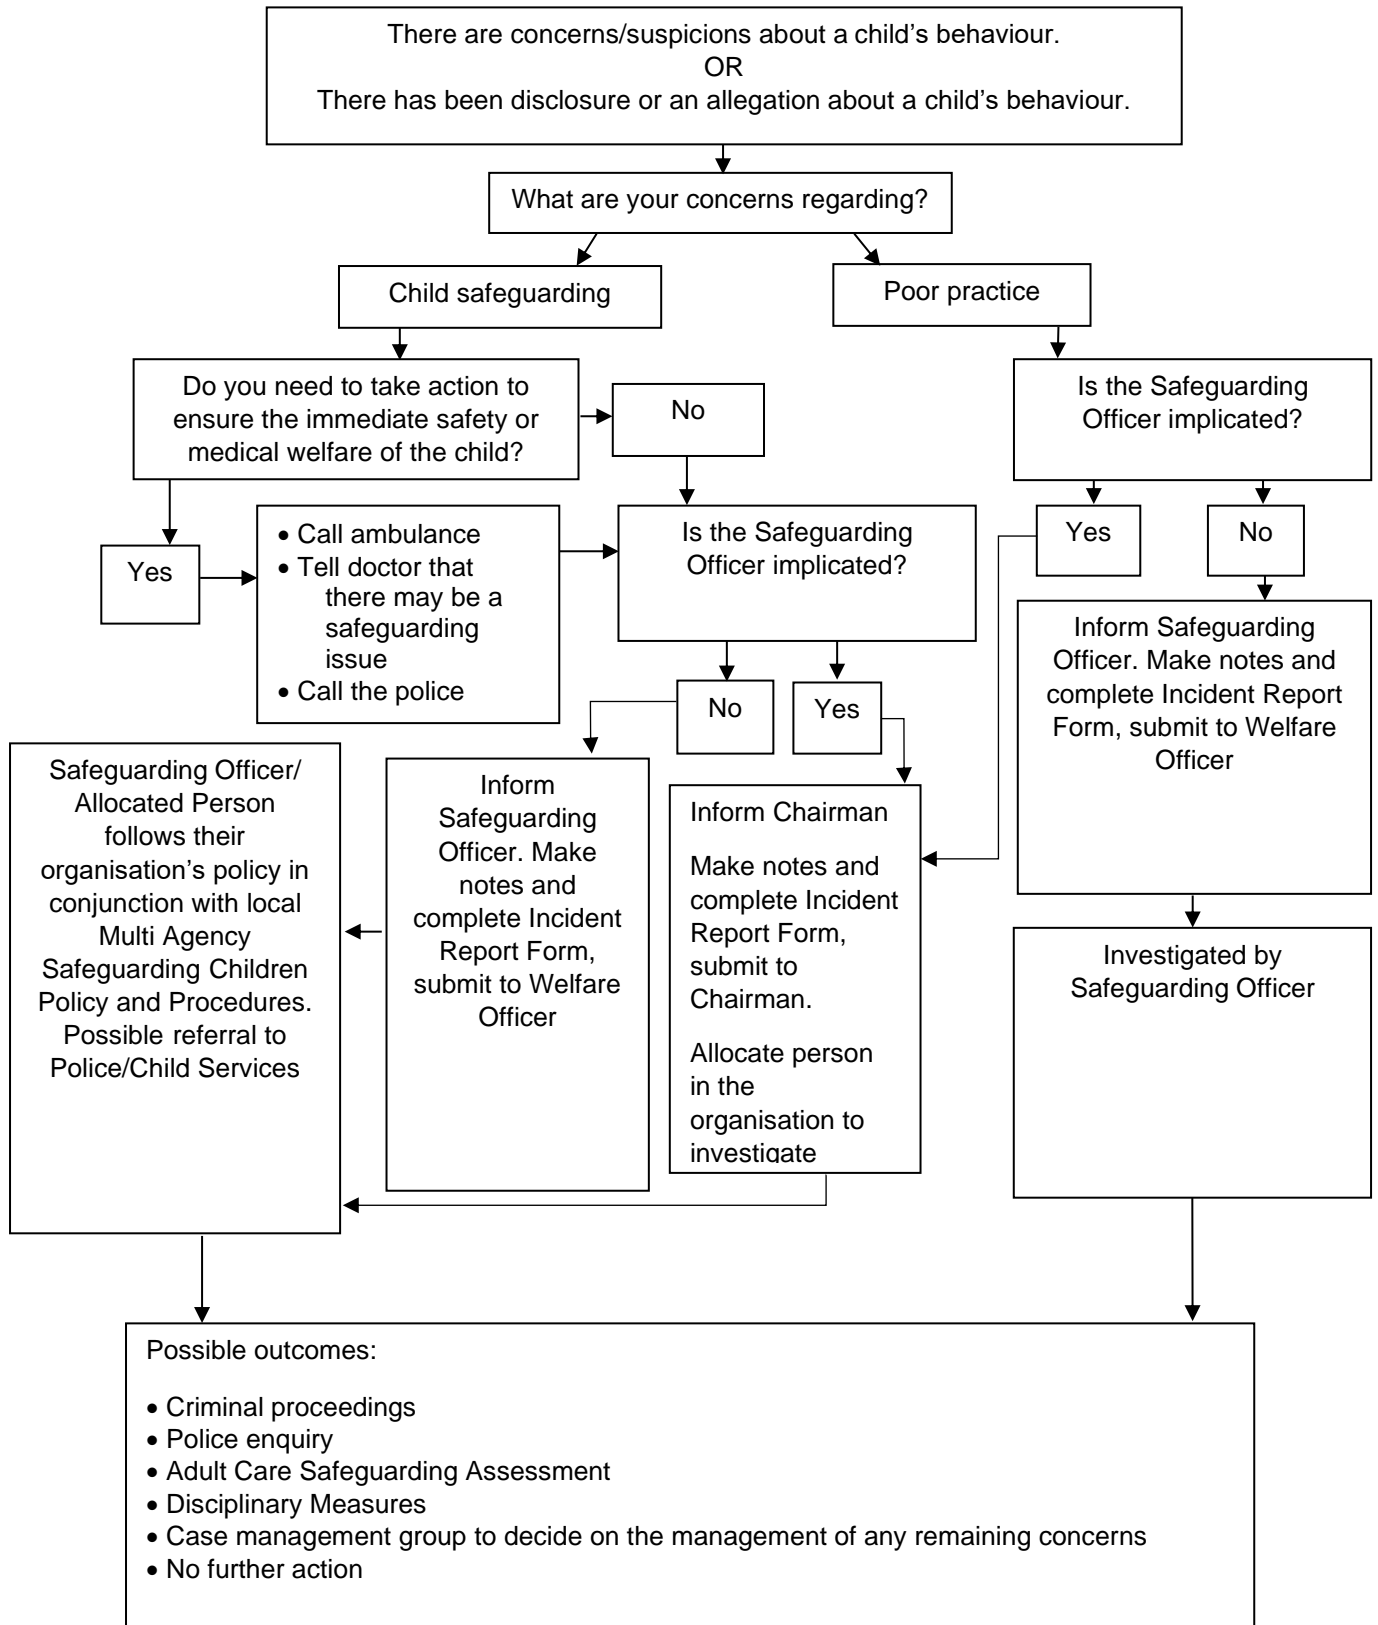 There are concerns/suspicions about a child’s behaviour.
OR
There has been disclosure or an allegation about a child’s behaviour.
What are your concerns regarding?
Child safeguarding
Poor practice
Do you need to take action to
ensure the immediate safety or
medical welfare of the child?
No
Is the Safeguarding
Officer implicated?
Yes
• Call ambulance
• Tell doctor that
there may be a
safeguarding
issue
• Call the police
Is the Safeguarding
Officer implicated?
Yes
No
No
Yes
Inform Safeguarding
Officer. Make notes and
complete Incident Report
Form, submit to Welfare
Officer
Safeguarding Officer/
Allocated Person
follows their
organisation’s policy in
conjunction with local
Multi Agency
Safeguarding Children
Policy and Procedures.
Possible referral to
Police/Child Services
Inform
Safeguarding
Officer. Make
notes and
complete Incident
Report Form,
submit to Welfare
Officer
Inform Chairman
Make notes and
complete Incident
Report Form,
submit to
Chairman.
Allocate person
in the
organisation to
investigate
Investigated by
Safeguarding Officer
Possible outcomes:
• Criminal proceedings
• Police enquiry
• Adult Care Safeguarding Assessment
• Disciplinary Measures
• Case management group to decide on the management of any remaining concerns
• No further action